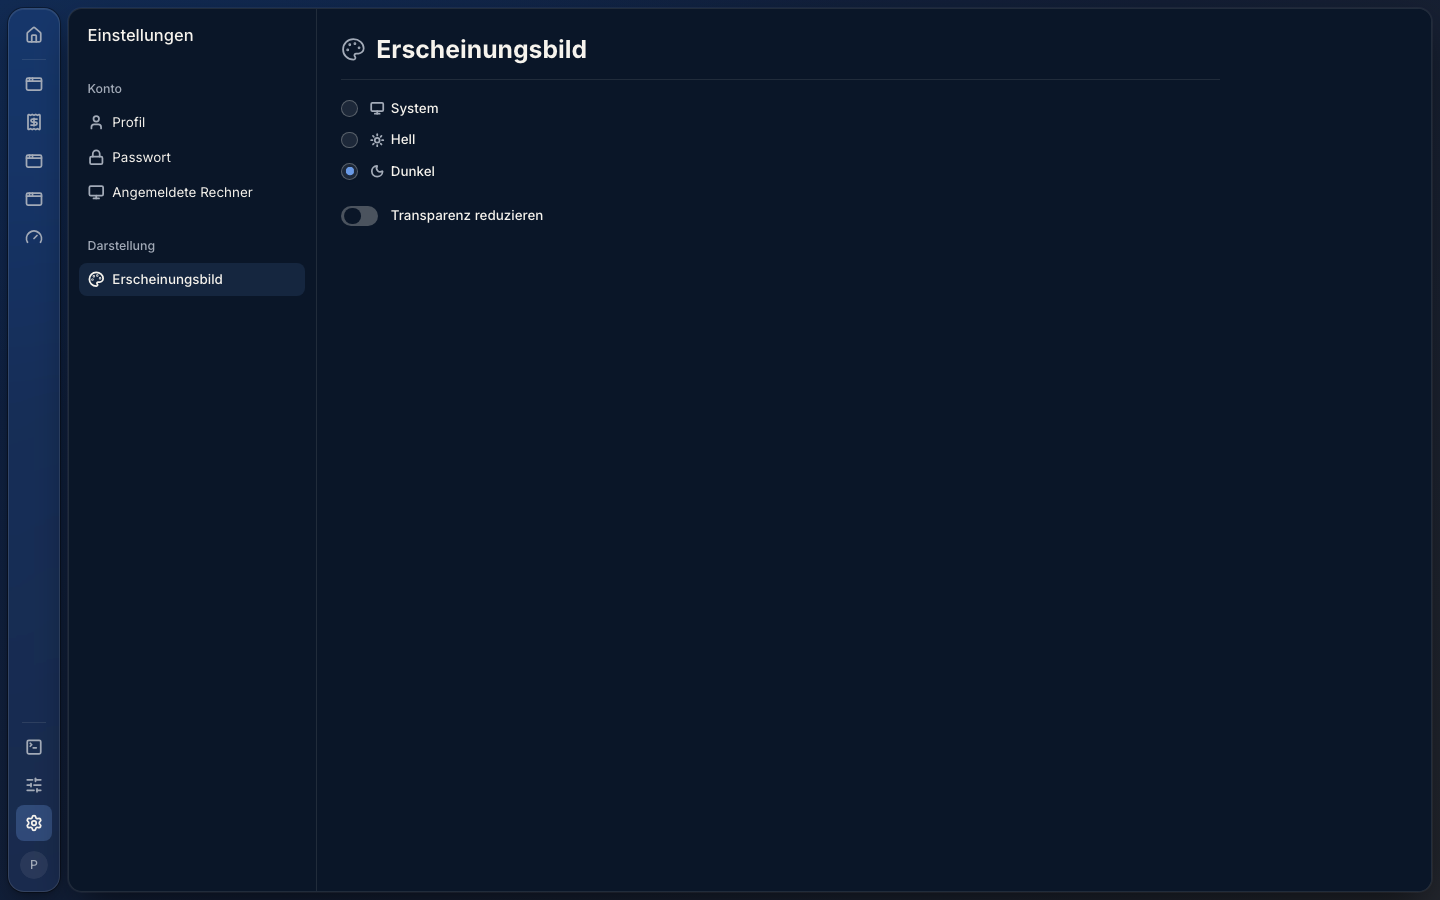 Einstellungen
Konto
Profil
Passwort
Angemeldete Rechner
Darstellung
Erscheinungsbild
Erscheinungsbild
System
Hell
Dunkel
Transparenz reduzieren
P